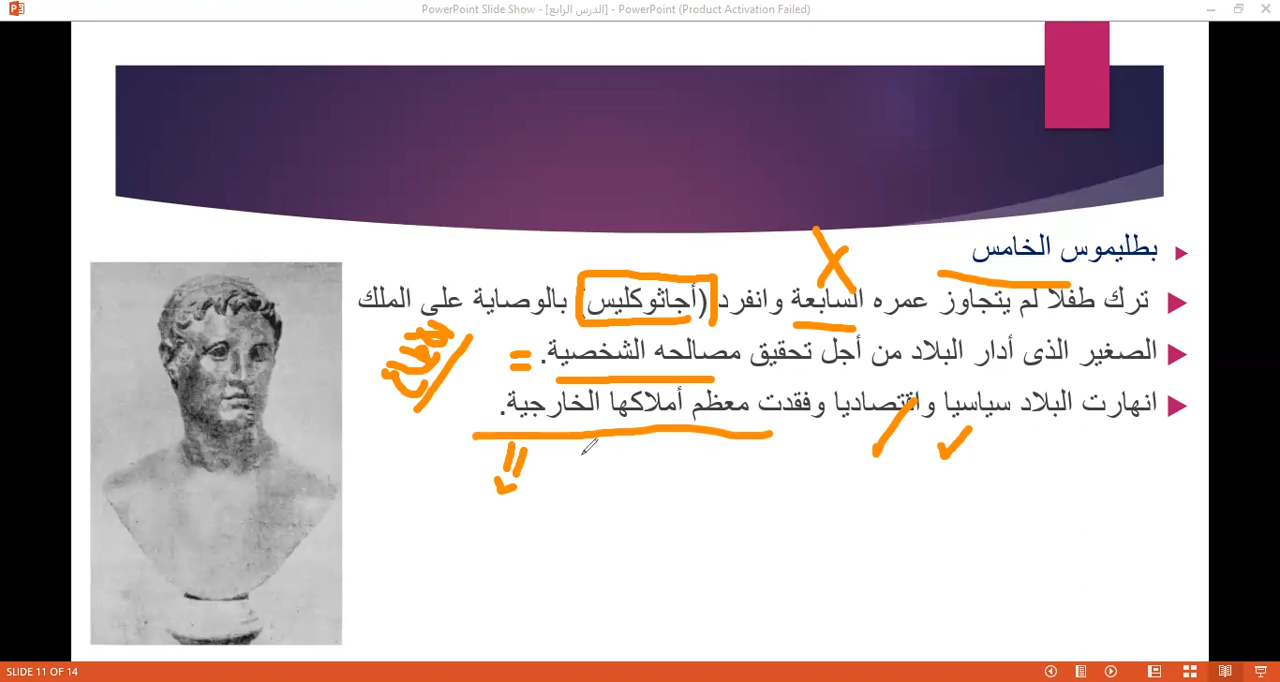 PowerPoint Slide Show - [الدرس الرابع] - PowerPoint (Product Activation Failed)
بطليموس الخامس
ترك طفلا لم يتجاوز عمره السابعة وانفرد (أجاثوكليس) بالوصاية على الملك
الصغير الذى أدار البلاد من أجل تحقيق مصالحه الشخصية.
انهارت البلاد سياسيا واقتصاديا وفقدت معظم أملاكها الخارجية.
SLIDE 11 OF 14